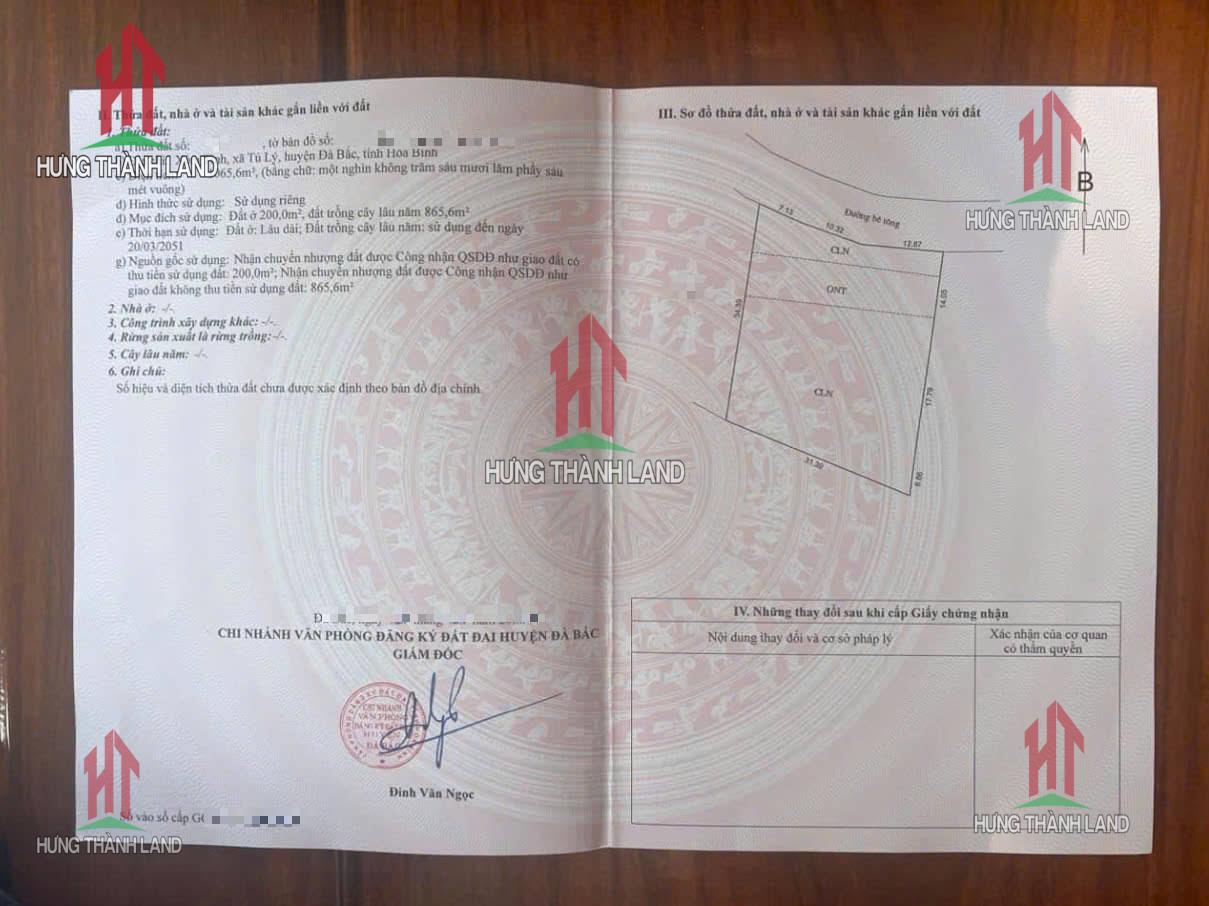 II. Thửa đất, nhà ở và tài sản khác gắn liền với đất
1. Thửa đất:
a) Thửa đất số: , tờ bản đồ số:
xã Tú Lý, huyện Đà Bắc, tỉnh Hòa Bình
065,6m², (bằng chữ: một nghìn không trăm sáu mươi lăm phẩy sáu
mét vuông)
d) Hình thức sử dụng: Sử dụng riêng
đ) Mục đích sử dụng: Đất ở 200,0m², đất trồng cây lâu năm 865,6m²
e) Thời hạn sử dụng: Đất ở: Lâu dài; Đất trồng cây lâu năm: sử dụng đến ngày
20/03/2051
g) Nguồn gốc sử dụng: Nhận chuyển nhượng đất được Công nhận QSDĐ như giao đất có
thu tiền sử dụng đất: 200,0m²; Nhận chuyển nhượng đất được Công nhận QSDĐ như
giao đất không thu tiền sử dụng đất: 865,6m²
2. Nhà ở: -/-.
3. Công trình xây dựng khác: -/-.
4. Rừng sản xuất là rừng trồng:-/-.
5. Cây lâu năm: -/-.
6. Ghi chú:
Số hiệu và diện tích thửa đất chưa được xác định theo bản đồ địa chính
CHI NHÁNH VĂN PHÒNG ĐĂNG KÝ ĐẤT ĐAI HUYỆN ĐÀ BẮC
GIÁM ĐỐC
CHI NHÁNH
VĂN PHÒNG
Đinh Văn Ngọc
Số vào sổ cấp GC
III. Sơ đồ thửa đất, nhà ở và tài sản khác gắn liền với đất
B
Đường bê tông
7.13
10.32
12.87
CLN
ONT
14.05
34.39
CLN
17.79
31.39
6.86
IV. Những thay đổi sau khi cấp Giấy chứng nhận
Nội dung thay đổi và cơ sở pháp lý
Xác nhận của cơ quan
có thẩm quyền
HƯNG THÀNH LAND
HƯNG THÀNH LAND
HƯNG THÀNH LAND
HƯNG THÀNH LAND
HƯNG THÀNH LAND